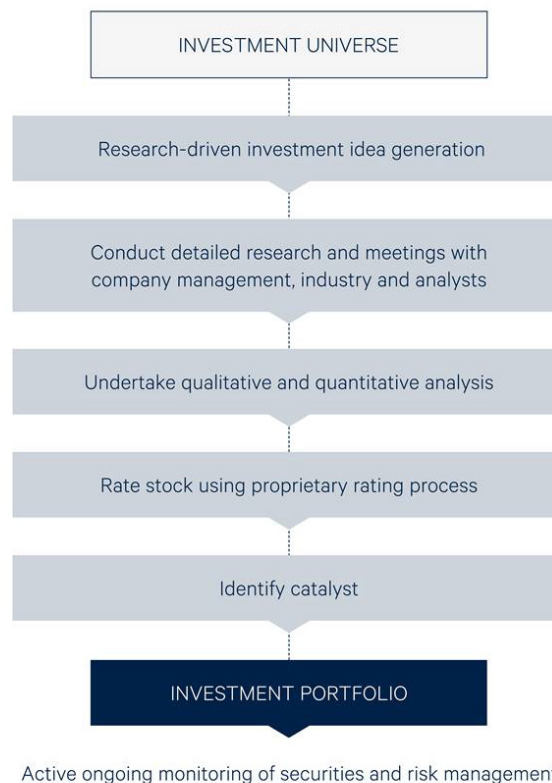 INVESTMENT UNIVERSE
Research-driven investment idea generation
Conduct detailed research and meetings with
company management, industry and analysts
Undertake qualitative and quantitative analysis
Rate stock using proprietary rating process
Identify catalyst
INVESTMENT PORTFOLIO
Active ongoing monitoring of securities and risk managemen